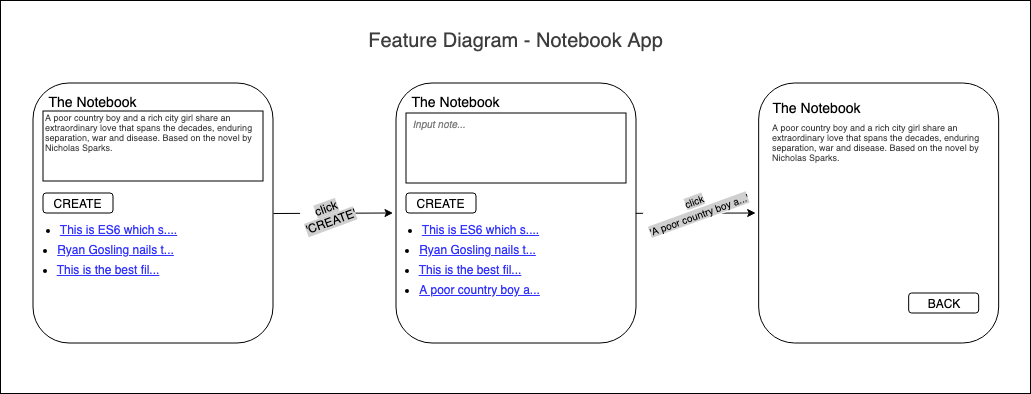 Feature Diagram - Notebook App
The Notebook
A poor country boy and a rich city girl share an
extraordinary love that spans the decades, enduring
separation, war and disease. Based on the novel by
Nicholas Sparks.
CREATE
This is ES6 which s....
Ryan Gosling nails t...
This is the best fil...
click
'CREATE'
The Notebook
Input note...
CREATE
This is ES6 which s....
Ryan Gosling nails t...
This is the best fil...
A poor country boy a...
click
'A poor country boy a...'
The Notebook
A poor country boy and a rich city girl share an
extraordinary love that spans the decades, enduring
separation, war and disease. Based on the novel by
Nicholas Sparks.
BACK